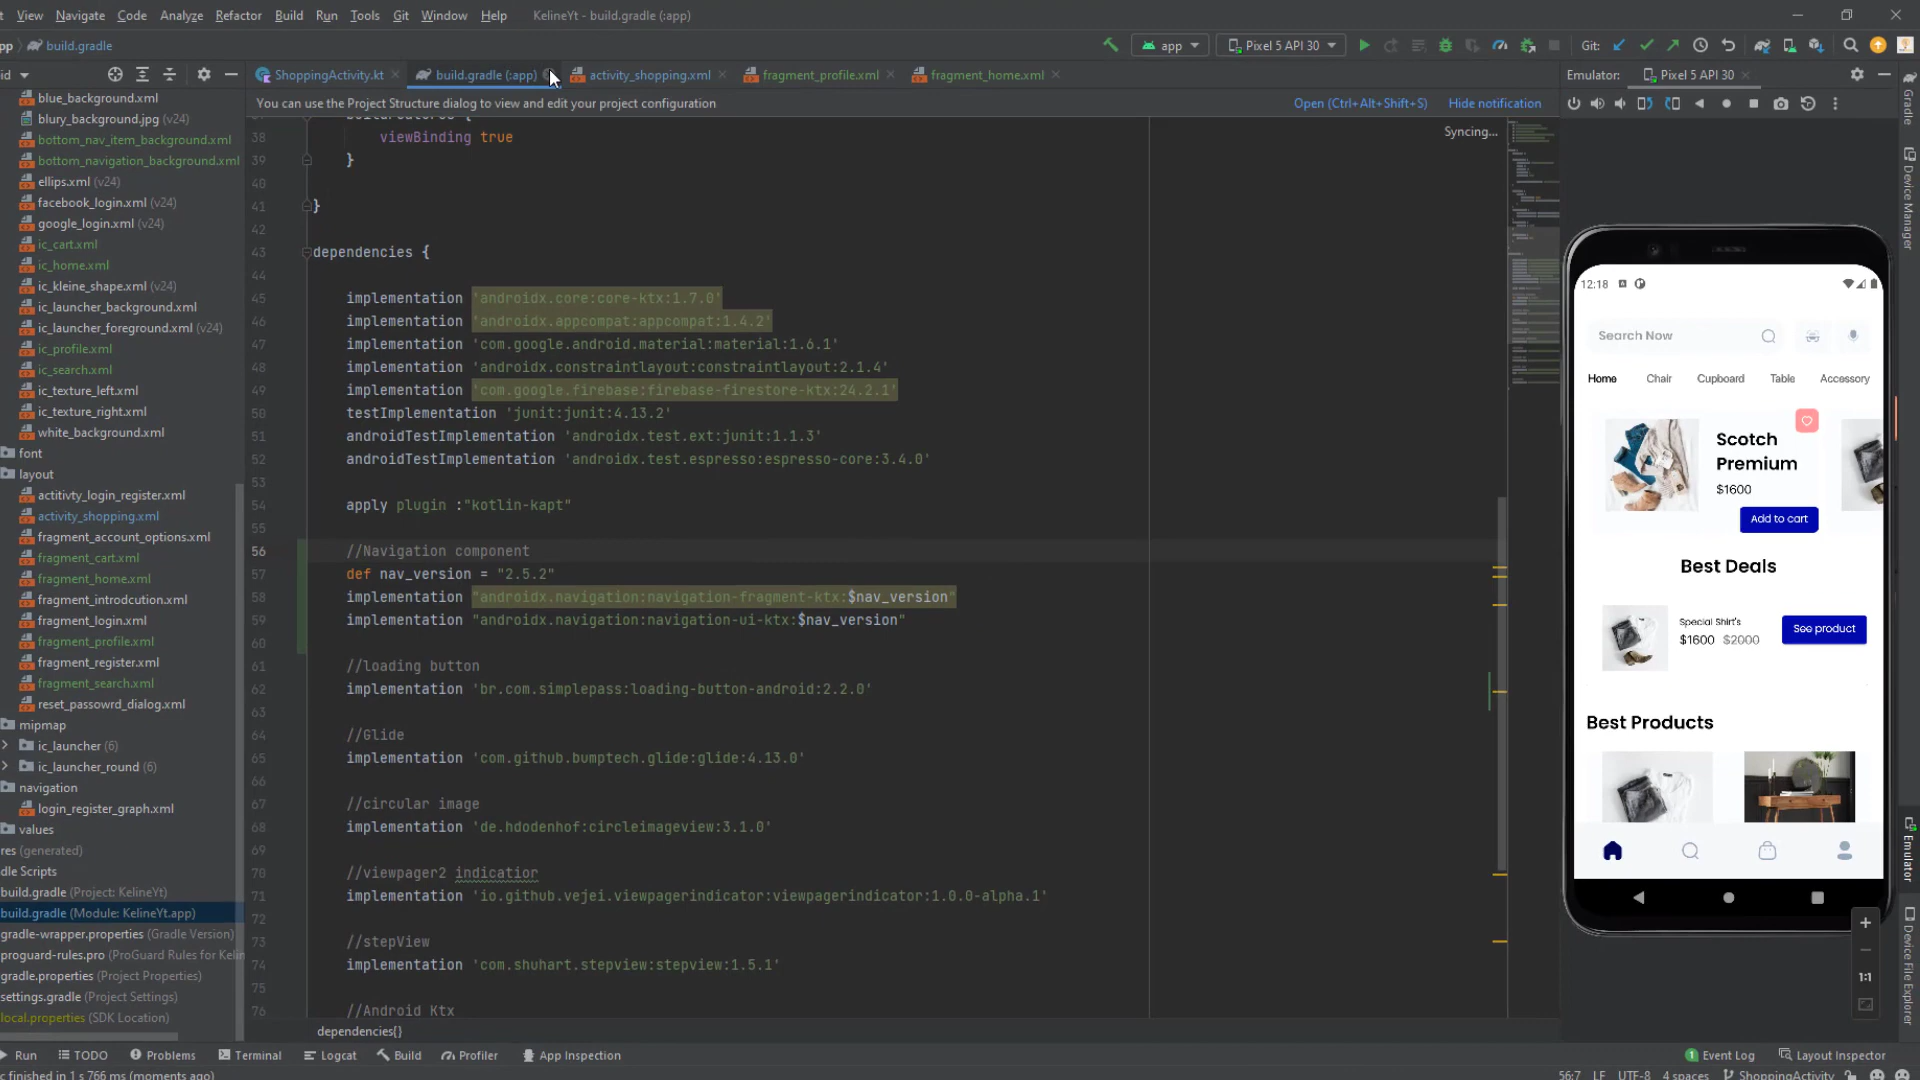 t View Navigate Code Analyze Refactor Build Run Tools Git Window Help KelineYt - build.gradle (:app)
pp build.gradle
app Pixel 5 API 30 Git:
id
ShoppingActivity.kt build.gradle (:app) activity_shopping.xml fragment_profile.xml fragment_home.xml
Emulator: Pixel 5 API 30
You can use the Project Structure dialog to view and edit your project configuration Open (Ctrl+Alt+Shift+S) Hide notification
Syncing...
blue_background.xml
blury_background.jpg (v24)
bottom_nav_item_background.xml
bottom_navigation_background.xml
ellips.xml (v24)
facebook_login.xml (v24)
google_login.xml (v24)
ic_cart.xml
ic_home.xml
ic_kleine_shape.xml (v24)
ic_launcher_background.xml
ic_launcher_foreground.xml (v24)
ic_profile.xml
ic_search.xml
ic_texture_left.xml
ic_texture_right.xml
white_background.xml
font
layout
actitivty_login_register.xml
activity_shopping.xml
fragment_account_options.xml
fragment_cart.xml
fragment_home.xml
fragment_introdcution.xml
fragment_login.xml
fragment_profile.xml
fragment_register.xml
fragment_search.xml
reset_passowrd_dialog.xml
mipmap
ic_launcher (6)
ic_launcher_round (6)
navigation
login_register_graph.xml
values
res (generated)
dle Scripts
build.gradle (Project: KelineYt)
build.gradle (Module: KelineYt.app)
gradle-wrapper.properties (Gradle Version)
proguard-rules.pro (ProGuard Rules for Kelin
gradle.properties (Project Properties)
settings.gradle (Project Settings)
local.properties (SDK Location)
38 viewBinding true
39 }
40
41 }
42
43 dependencies {
44
45 implementation 'androidx.core:core-ktx:1.7.0'
46 implementation 'androidx.appcompat:appcompat:1.4.2'
47 implementation 'com.google.android.material:material:1.6.1'
48 implementation 'androidx.constraintlayout:constraintlayout:2.1.4'
49 implementation 'com.google.firebase:firebase-firestore-ktx:24.2.1'
50 testImplementation 'junit:junit:4.13.2'
51 androidTestImplementation 'androidx.test.ext:junit:1.1.3'
52 androidTestImplementation 'androidx.test.espresso:espresso-core:3.4.0'
53
54 apply plugin :"kotlin-kapt"
55
56 //Navigation component
57 def nav_version = "2.5.2"
58 implementation "androidx.navigation:navigation-fragment-ktx:$nav_version"
59 implementation "androidx.navigation:navigation-ui-ktx:$nav_version"
60
61 //loading button
62 implementation 'br.com.simplepass:loading-button-android:2.2.0'
63
64 //Glide
65 implementation 'com.github.bumptech.glide:glide:4.13.0'
66
67 //circular image
68 implementation 'de.hdodenhof:circleimageview:3.1.0'
69
70 //viewpager2 indicatior
71 implementation 'io.github.vejei.viewpagerindicator:viewpagerindicator:1.0.0-alpha.1'
72
73 //stepView
74 implementation 'com.shuhart.stepview:stepview:1.5.1'
75
76 //Android Ktx
dependencies{}
12:18
Search Now
Home Chair Cupboard Table Accessory
Scotch
Premium
$1600
Add to cart
Best Deals
Special Shirt's
$1600 $2000
See product
Best Products
1:1
Gradle
Device Manager
Emulator
Device File Explorer
Run TODO Problems Terminal Logcat Build Profiler App Inspection 1 Event Log Layout Inspector
c finished in 1 s 766 ms (moments ago) 56:7 LF UTF-8 4 spaces ShoppingActivity